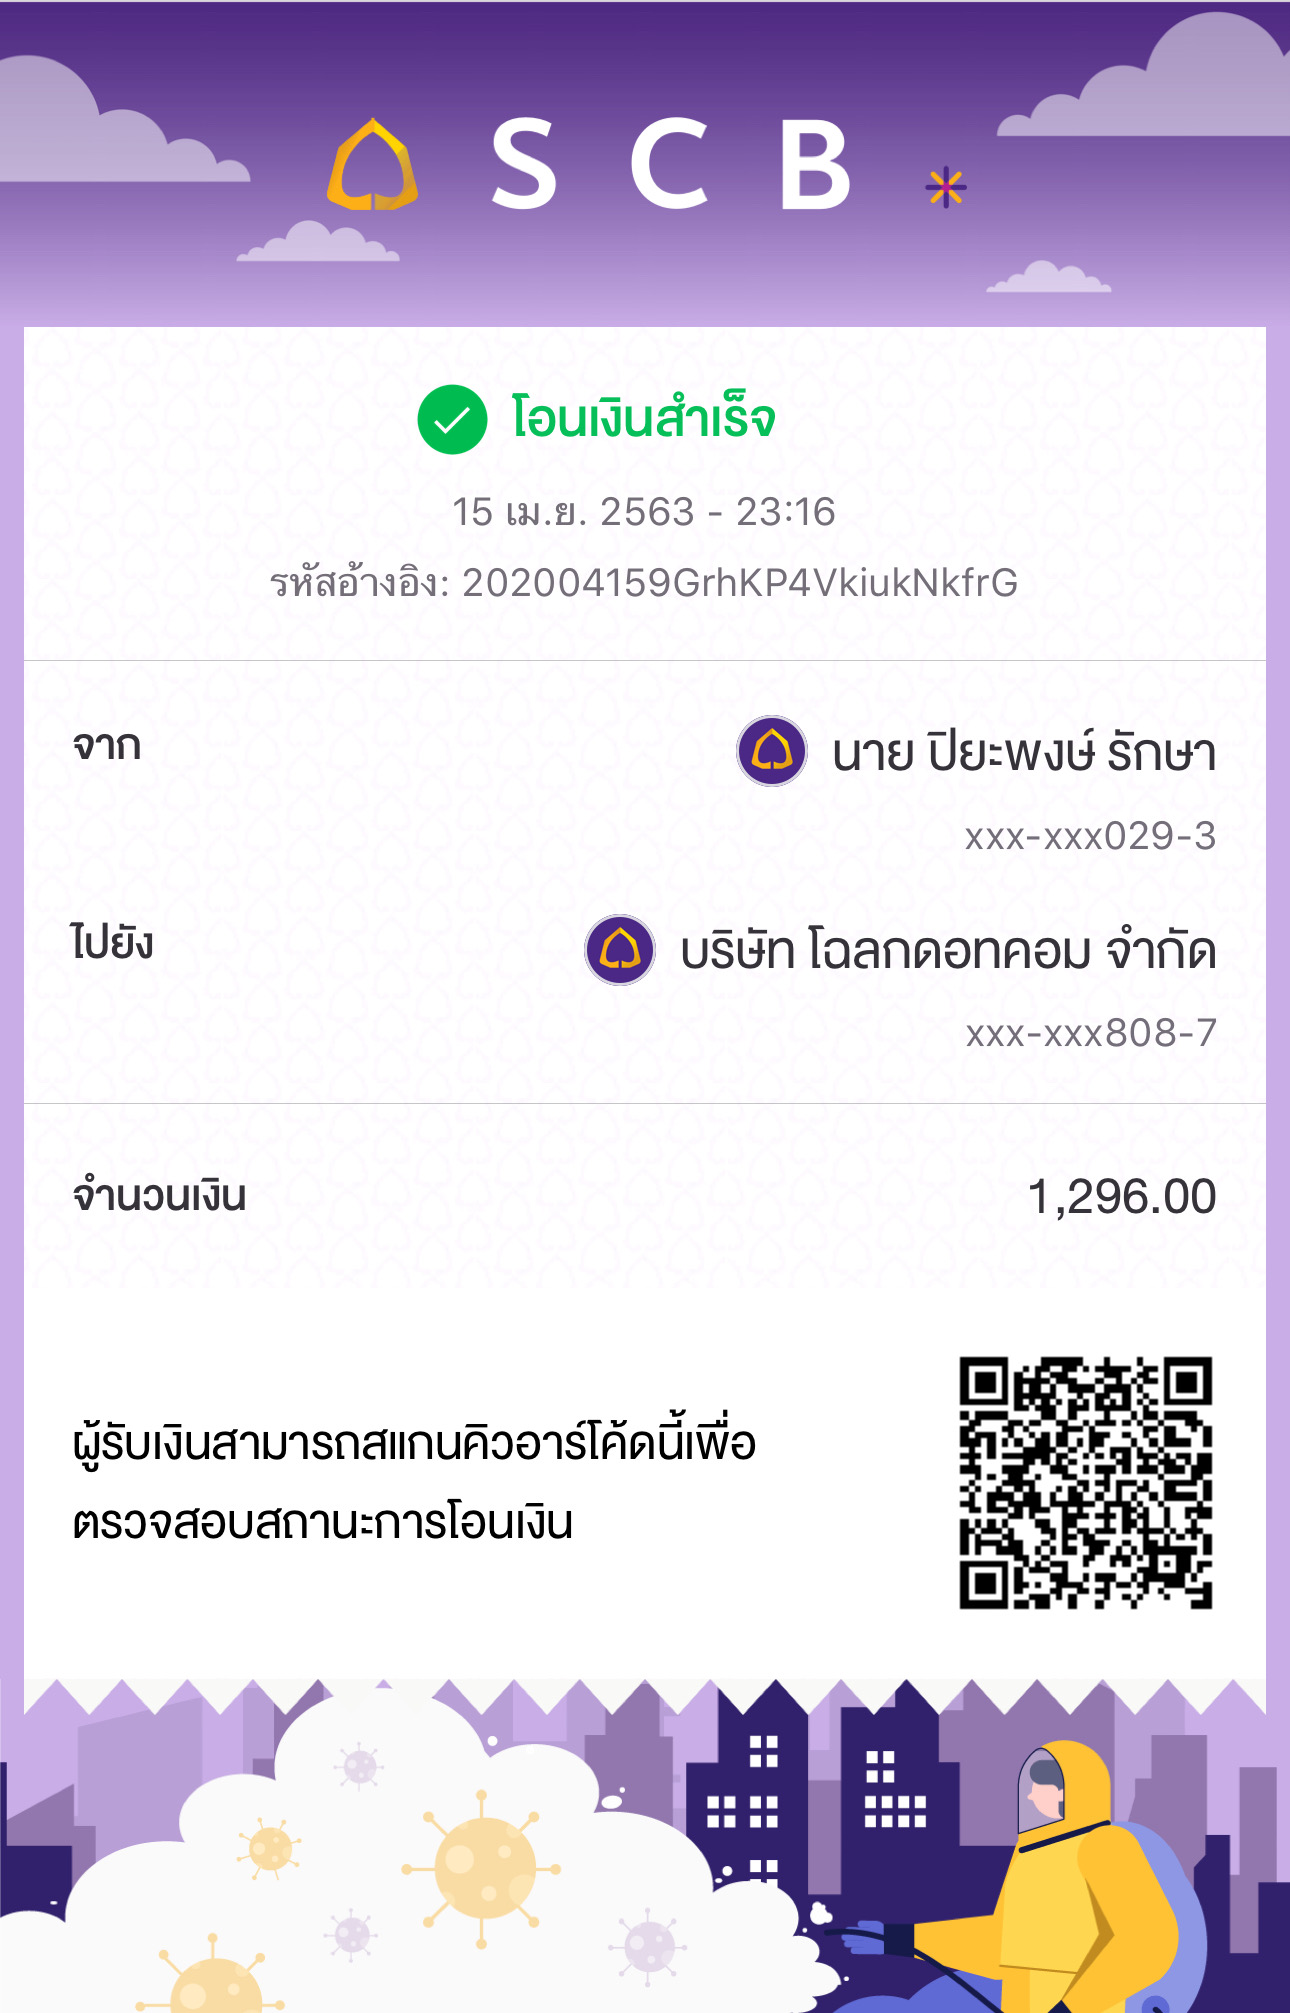 SCB
โอนเงินสำเร็จ
15 เม.ย. 2563 - 23:16
รหัสอ้างอิง: 202004159GrhKP4VkiukNkfrG
จาก
นาย ปิยะพงษ์ รักษา
xxx-xxx029-3
ไปยัง
บริษัท โฉลกดอทคอม จำกัด
xxx-xxx808-7
จำนวนเงิน
1,296.00
ผู้รับเงินสามารถสแกนคิวอาร์โค้ดนี้เพื่อ
ตรวจสอบสถานะการโอนเงิน